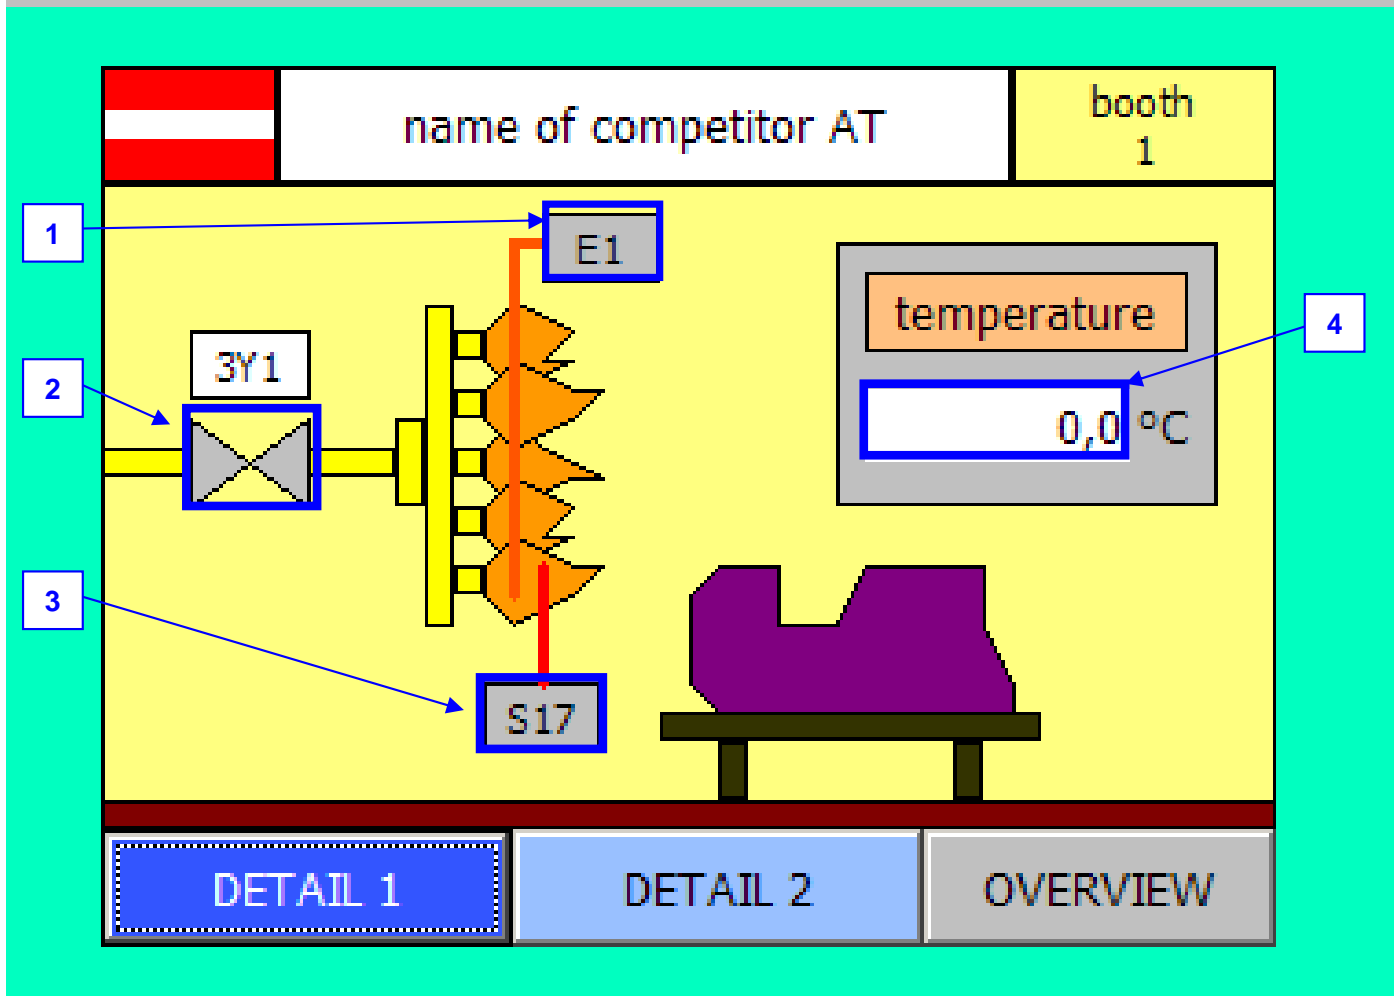 name of competitor AT
booth
1
1
E1
temperature
4
3Y1
2
0,0 °C
3
S17
DETAIL 1
DETAIL 2
OVERVIEW